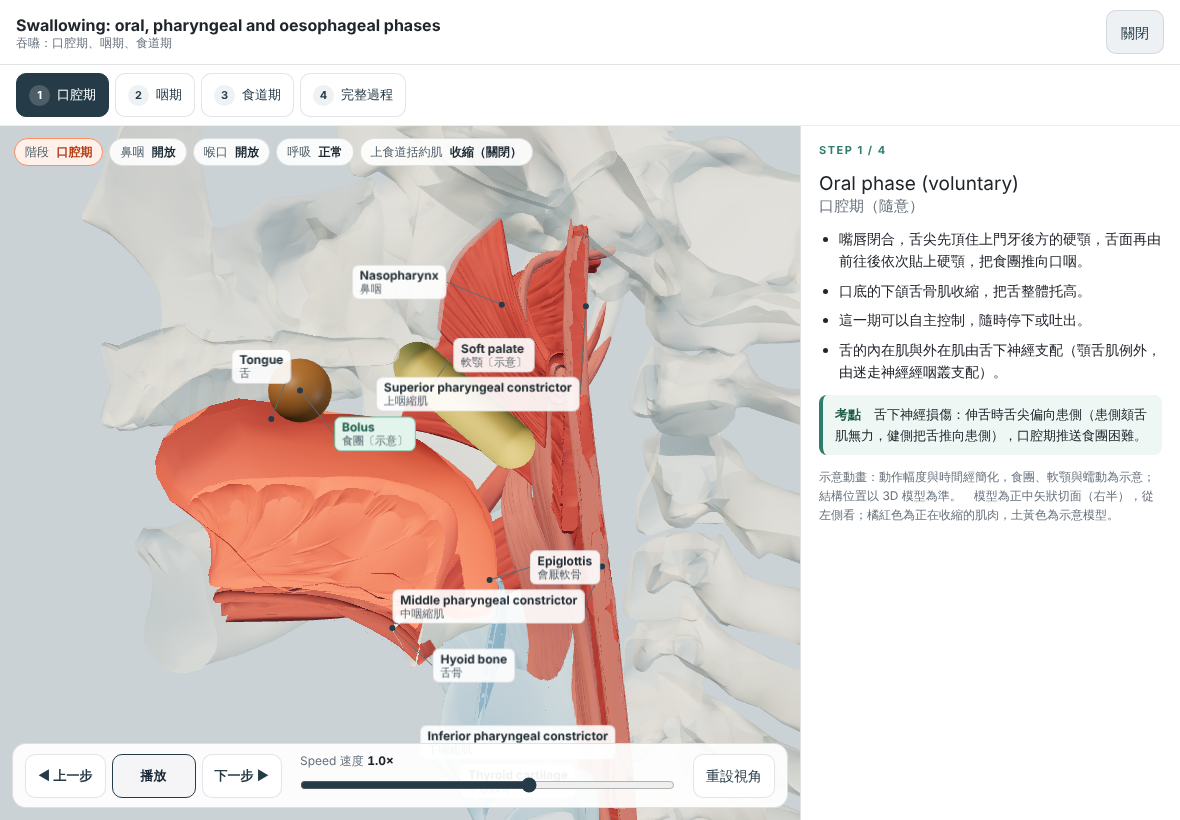 Swallowing: oral, pharyngeal and oesophageal phases
吞嚥：口腔期、咽期、食道期
關閉
1 口腔期
2 咽期
3 食道期
4 完整過程
階段 口腔期
鼻咽 開放
喉口 開放
呼吸 正常
上食道括約肌 收縮（關閉）
Nasopharynx
鼻咽
Soft palate
軟顎〔示意〕
Tongue
舌
Superior pharyngeal constrictor
上咽縮肌
Bolus
食團〔示意〕
Epiglottis
會厭軟骨
Middle pharyngeal constrictor
中咽縮肌
Hyoid bone
舌骨
Inferior pharyngeal constrictor
Thyroid cartilage
◀ 上一步
播放
下一步 ▶
Speed 速度 1.0×
重設視角
STEP 1 / 4
Oral phase (voluntary)
口腔期（隨意）
• 嘴唇閉合，舌尖先頂住上門牙後方的硬顎，舌面再由
前往後依次貼上硬顎，把食團推向口咽。
• 口底的下頜舌骨肌收縮，把舌整體托高。
• 這一期可以自主控制，隨時停下或吐出。
• 舌的內在肌與外在肌由舌下神經支配（顎舌肌例外，
由迷走神經經咽叢支配）。
考點 舌下神經損傷：伸舌時舌尖偏向患側（患側頦舌
肌無力，健側把舌推向患側），口腔期推送食團困難。
示意動畫：動作幅度與時間經簡化，食團、軟顎與蠕動為示意；
結構位置以 3D 模型為準。 模型為正中矢狀切面（右半），從
左側看；橘紅色為正在收縮的肌肉，土黃色為示意模型。